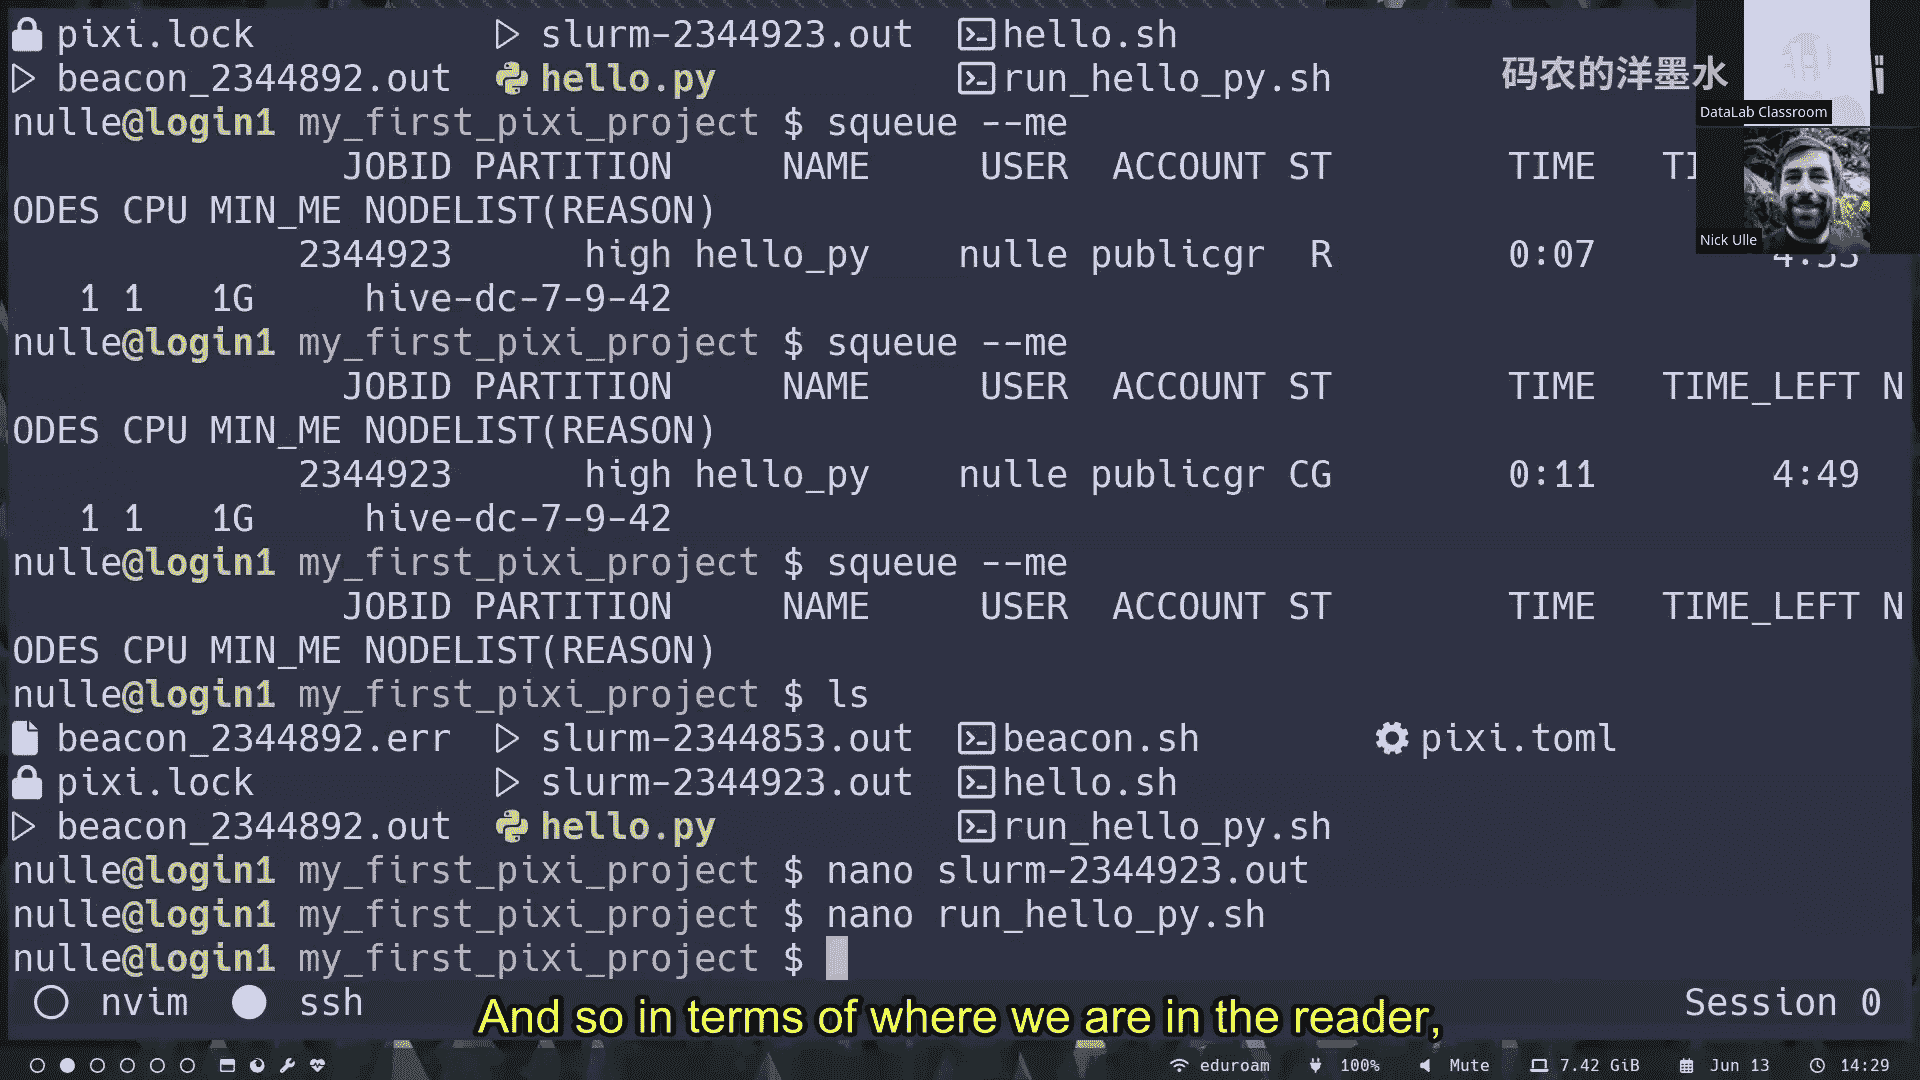 pixi.lock slurm-2344923.out hello.sh
beacon_2344892.out hello.py run_hello_py.sh
码农的洋墨水
DataLab Classroom
Nick Ulle
nulle@login1 my_first_pixi_project $ squeue --me
JOBID PARTITION NAME USER ACCOUNT ST TIME
ODES CPU MIN_ME NODELIST(REASON)
2344923 high hello_py nulle publicgr R 0:07 4:53
1 1 1G hive-dc-7-9-42
nulle@login1 my_first_pixi_project $ squeue --me
JOBID PARTITION NAME USER ACCOUNT ST TIME TIME_LEFT N
ODES CPU MIN_ME NODELIST(REASON)
2344923 high hello_py nulle publicgr CG 0:11 4:49
1 1 1G hive-dc-7-9-42
nulle@login1 my_first_pixi_project $ squeue --me
JOBID PARTITION NAME USER ACCOUNT ST TIME TIME_LEFT N
ODES CPU MIN_ME NODELIST(REASON)
nulle@login1 my_first_pixi_project $ ls
beacon_2344892.err slurm-2344853.out beacon.sh pixi.toml
pixi.lock slurm-2344923.out hello.sh
beacon_2344892.out hello.py run_hello_py.sh
nulle@login1 my_first_pixi_project $ nano slurm-2344923.out
nulle@login1 my_first_pixi_project $ nano run_hello_py.sh
nulle@login1 my_first_pixi_project $
nvim ssh Session 0
And so in terms of where we are in the reader,
eduroam 100% Mute 7.42 GiB Jun 13 14:29